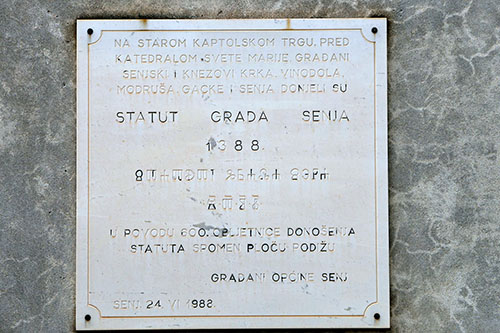 NA STAROM KAPTOLSKOM TRGU, PRED
KATEDRALOM SVETE MARIJE, GRAĐANI
SENJSKI I KNEZOVI KRKA, VINODOLA,
MODRUŠA, GACKE I SENJA DONIJELI SU
STATUT GRADA SENJA
1388.
U POVODU 600. OBLJETNICE DONOŠENJA
STATUTA SPOMEN PLOČU PODIŽU
GRAĐANI OPĆINE SENJ
SENJ, 24. VI 1988.